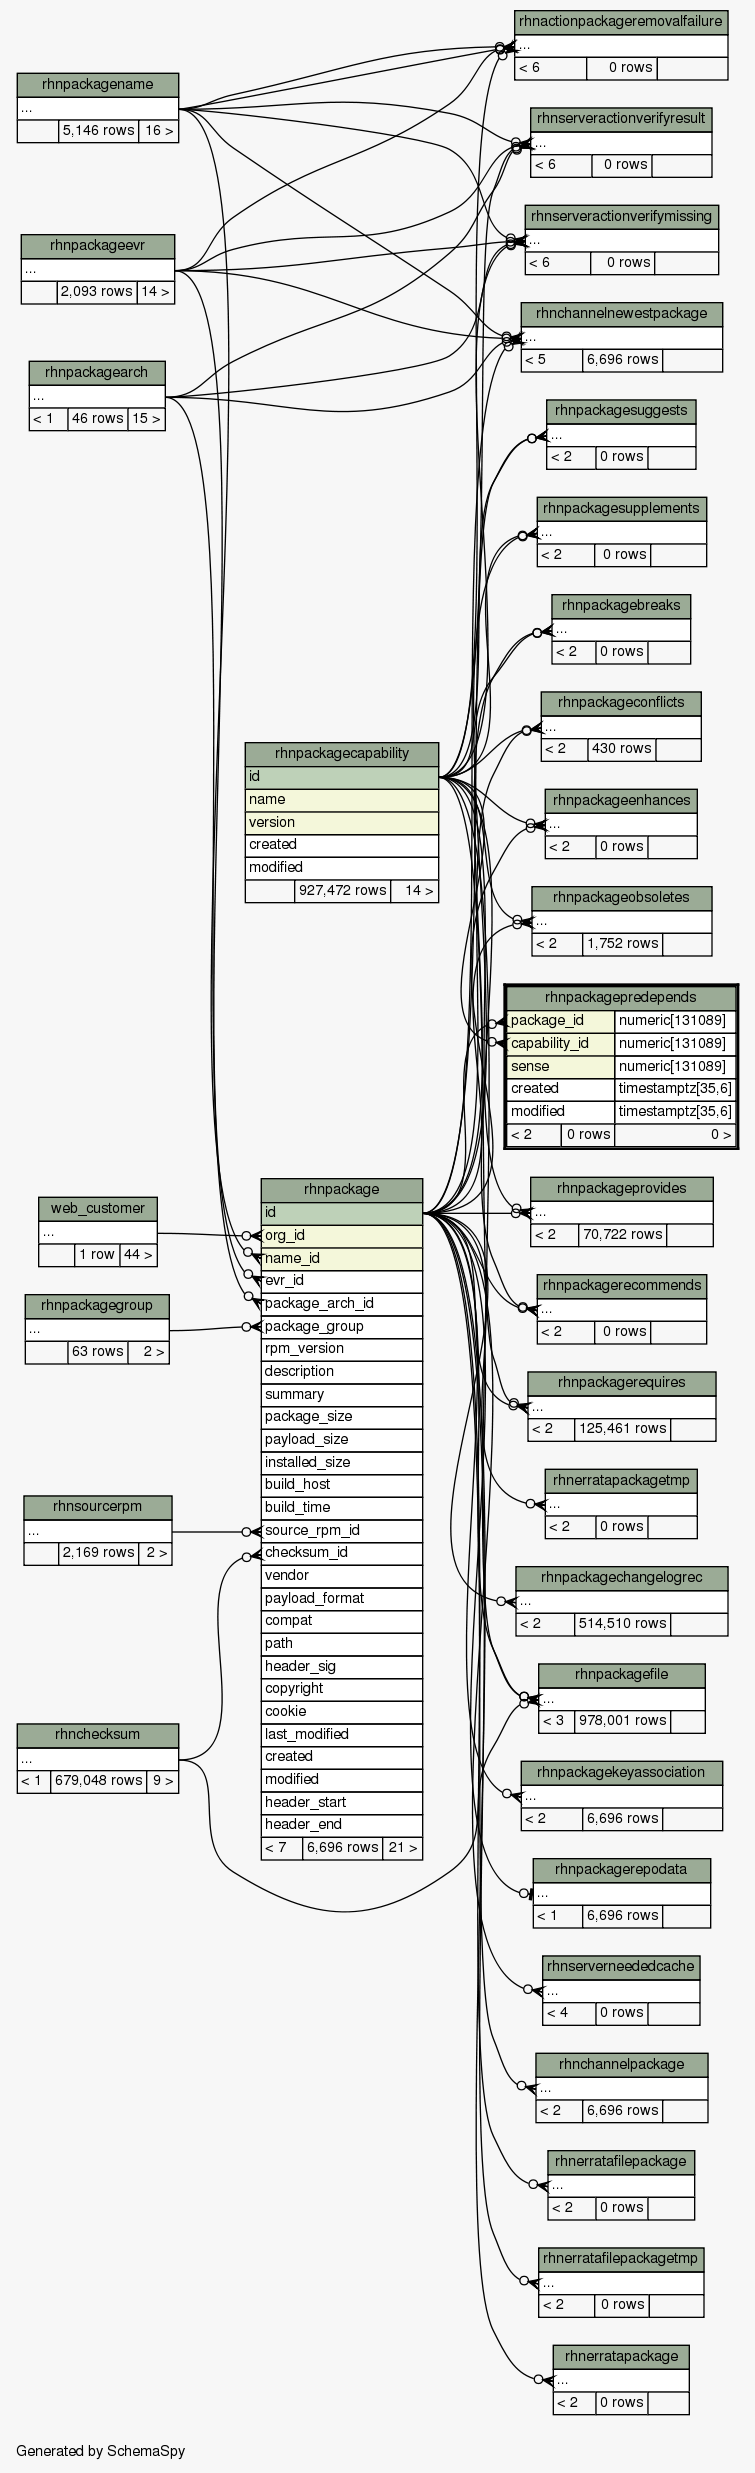 rhnactionpackageremovalfailure
...
< 6 0 rows
rhnpackagename
...
5,146 rows 16 >
rhnserveractionverifyresult
...
< 6 0 rows
rhnserveractionverifymissing
...
< 6 0 rows
rhnpackageevr
...
2,093 rows 14 >
rhnchannelnewestpackage
...
< 5 6,696 rows
rhnpackagearch
...
< 1 46 rows 15 >
rhnpackagesuggests
...
< 2 0 rows
rhnpackagesupplements
...
< 2 0 rows
rhnpackagebreaks
...
< 2 0 rows
rhnpackageconflicts
...
< 2 430 rows
rhnpackagecapability
id
name
version
created
modified
927,472 rows 14 >
rhnpackageenhances
...
< 2 0 rows
rhnpackageobsoletes
...
< 2 1,752 rows
rhnpackagepredepends
package_id numeric[131089]
capability_id numeric[131089]
sense numeric[131089]
created timestamptz[35,6]
modified timestamptz[35,6]
< 2 0 rows 0 >
rhnpackage
id
org_id
name_id
evr_id
package_arch_id
package_group
rpm_version
description
summary
package_size
payload_size
installed_size
build_host
build_time
source_rpm_id
checksum_id
vendor
payload_format
compat
path
header_sig
copyright
cookie
last_modified
created
modified
header_start
header_end
< 7 6,696 rows 21 >
web_customer
...
1 row 44 >
rhnpackagegroup
...
63 rows 2 >
rhnsourcerpm
...
2,169 rows 2 >
rhnchecksum
...
< 1 679,048 rows 9 >
rhnpackageprovides
...
< 2 70,722 rows
rhnpackagerecommends
...
< 2 0 rows
rhnpackagerequires
...
< 2 125,461 rows
rhnerratapackagetmp
...
< 2 0 rows
rhnpackagechangelogrec
...
< 2 514,510 rows
rhnpackagefile
...
< 3 978,001 rows
rhnpackagekeyassociation
...
< 2 6,696 rows
rhnpackagerepodata
...
< 1 6,696 rows
rhnserverneededcache
...
< 4 0 rows
rhnchannelpackage
...
< 2 6,696 rows
rhnerratafilepackage
...
< 2 0 rows
rhnerratafilepackagetmp
...
< 2 0 rows
rhnerratapackage
...
< 2 0 rows
Generated by SchemaSpy